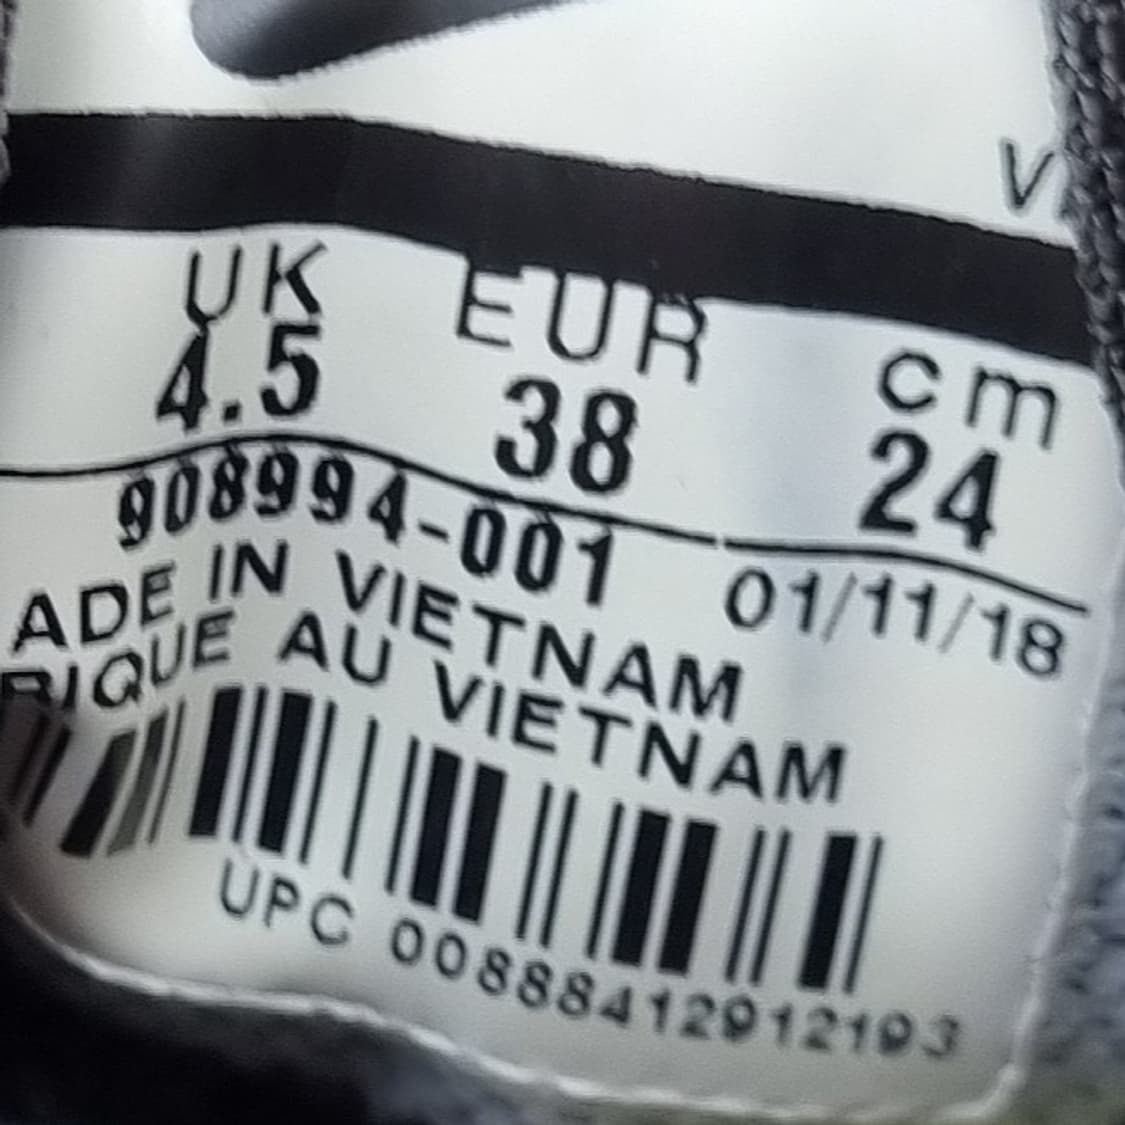 V
UK EUR cm
4.5 38 24
908994-001 01/11/18
ADE IN VIETNAM
RIQUE AU VIETNAM
UPC 00888412912193